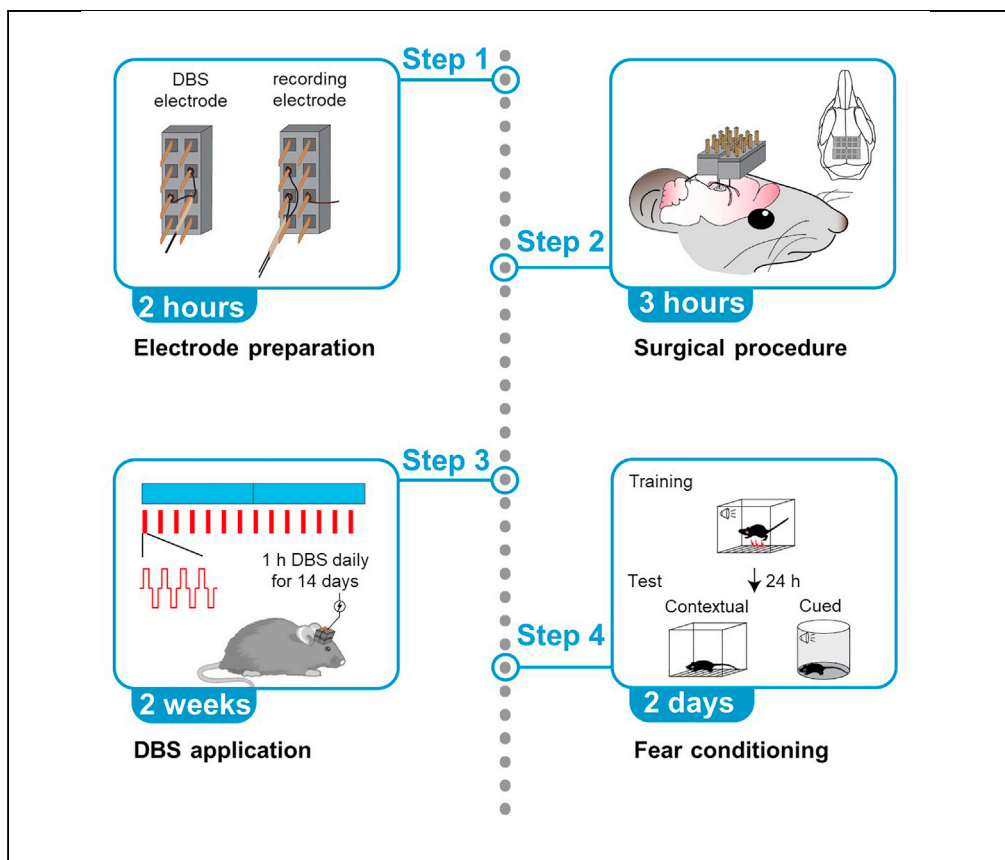 Step 1
DBS
electrode
recording
electrode
2 hours
Electrode preparation
Step 2
3 hours
Surgical procedure
Step 3
1 h DBS daily
for 14 days
2 weeks
DBS application
Step 4
Training
24 h
Test
Contextual
Cued
2 days
Fear conditioning